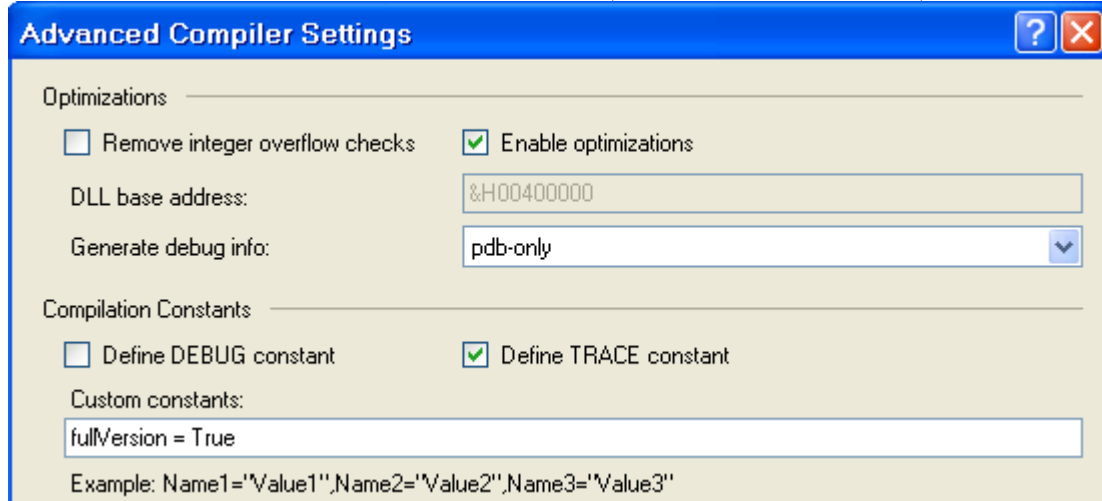 Advanced Compiler Settings
Optimizations
Remove integer overflow checks Enable optimizations
DLL base address: &H00400000
Generate debug info: pdb-only
Compilation Constants
Define DEBUG constant Define TRACE constant
Custom constants:
fullVersion = True
Example: Name1="Value1",Name2="Value2",Name3="Value3"